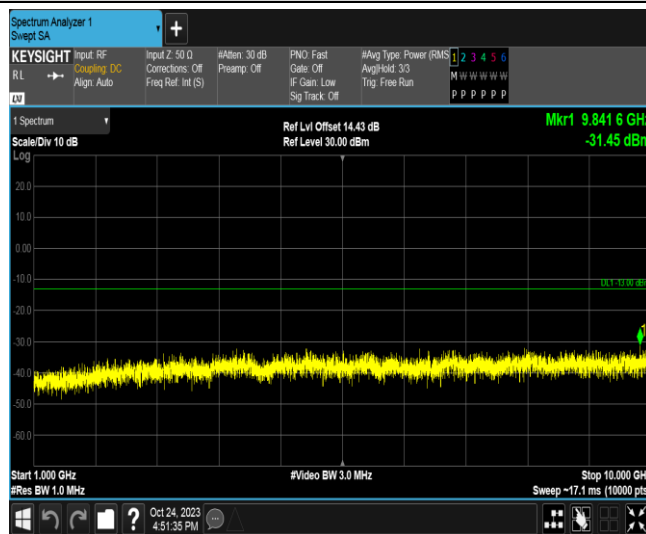 Spectrum Analyzer 1
Swept SA
+
KEYSIGHT
RL
LXI
Input: RF
Coupling: DC
Align: Auto
Input Z: 50 Ω
Corrections: Off
Freq Ref: Int (S)
#Atten: 30 dB
Preamp: Off
PNO: Fast
Gate: Off
IF Gain: Low
Sig Track: Off
#Avg Type: Power (RMS
Avg|Hold: 3/3
Trig: Free Run
1 2 3 4 5 6
M W W W W W
P P P P P P
1 Spectrum
Scale/Div 10 dB
Log
Ref Lvl Offset 14.43 dB
Ref Level 30.00 dBm
Mkr1 9.841 6 GHz
-31.45 dBm
20.0
10.0
0.00
-10.0
DL1 -13.00 dBm
-20.0
-30.0
1
-40.0
-50.0
-60.0
Start 1.000 GHz
#Res BW 1.0 MHz
#Video BW 3.0 MHz
Stop 10.000 GH
Sweep ~17.1 ms (10000 pts
?
Oct 24, 2023
4:51:35 PM